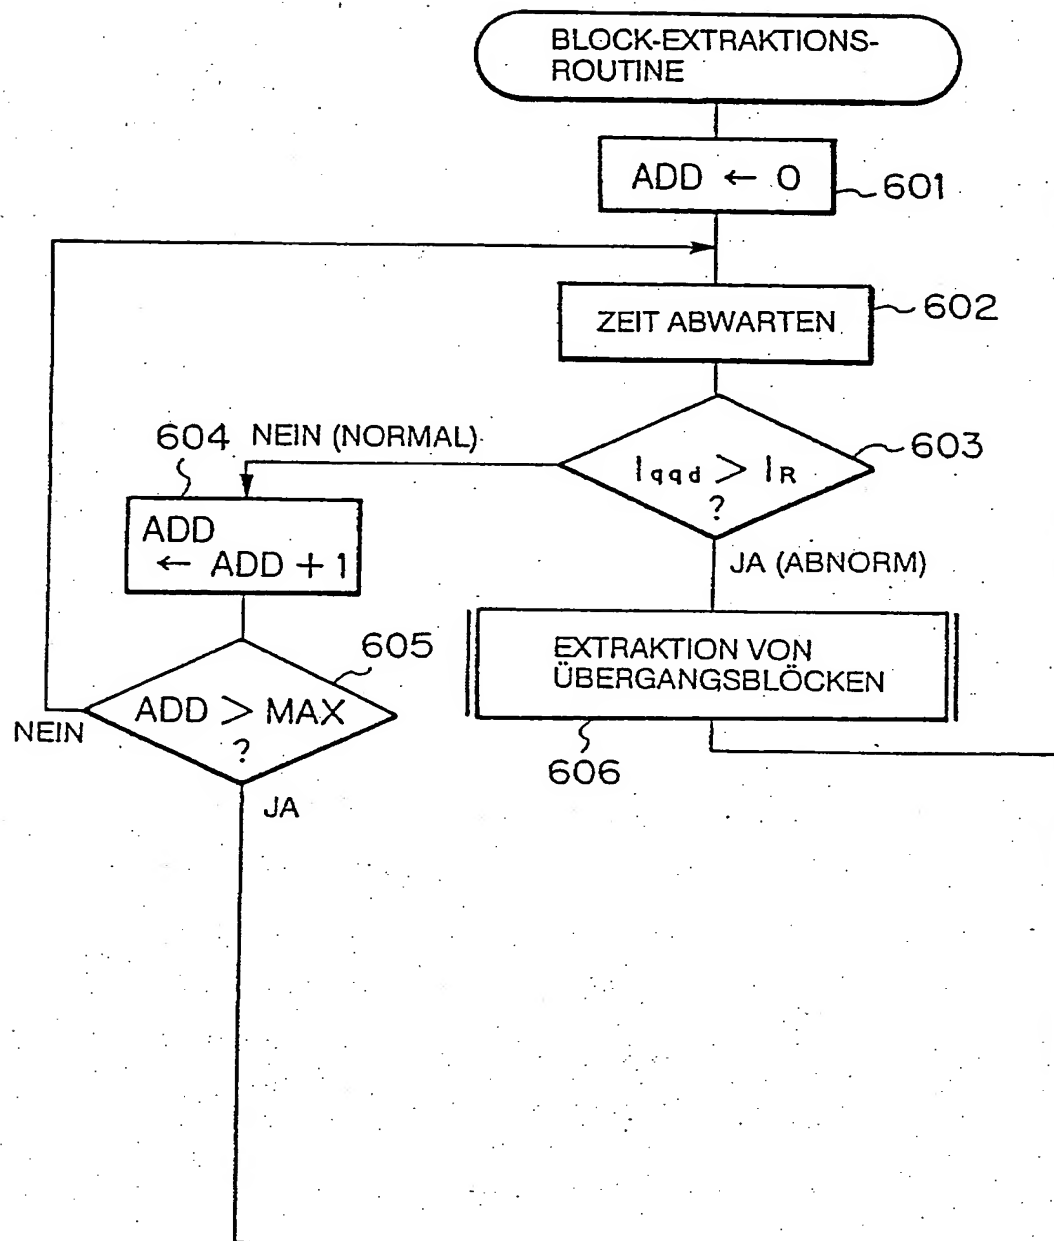 BLOCK-EXTRAKTIONS-
ROUTINE
ADD ← 0
601
ZEIT ABWARTEN
602
604
NEIN (NORMAL)
Iqqd > IR
?
603
ADD
← ADD + 1
JA (ABNORM)
605
ADD > MAX
?
NEIN
JA
EXTRAKTION VON
ÜBERGANGSBLÖCKEN
606